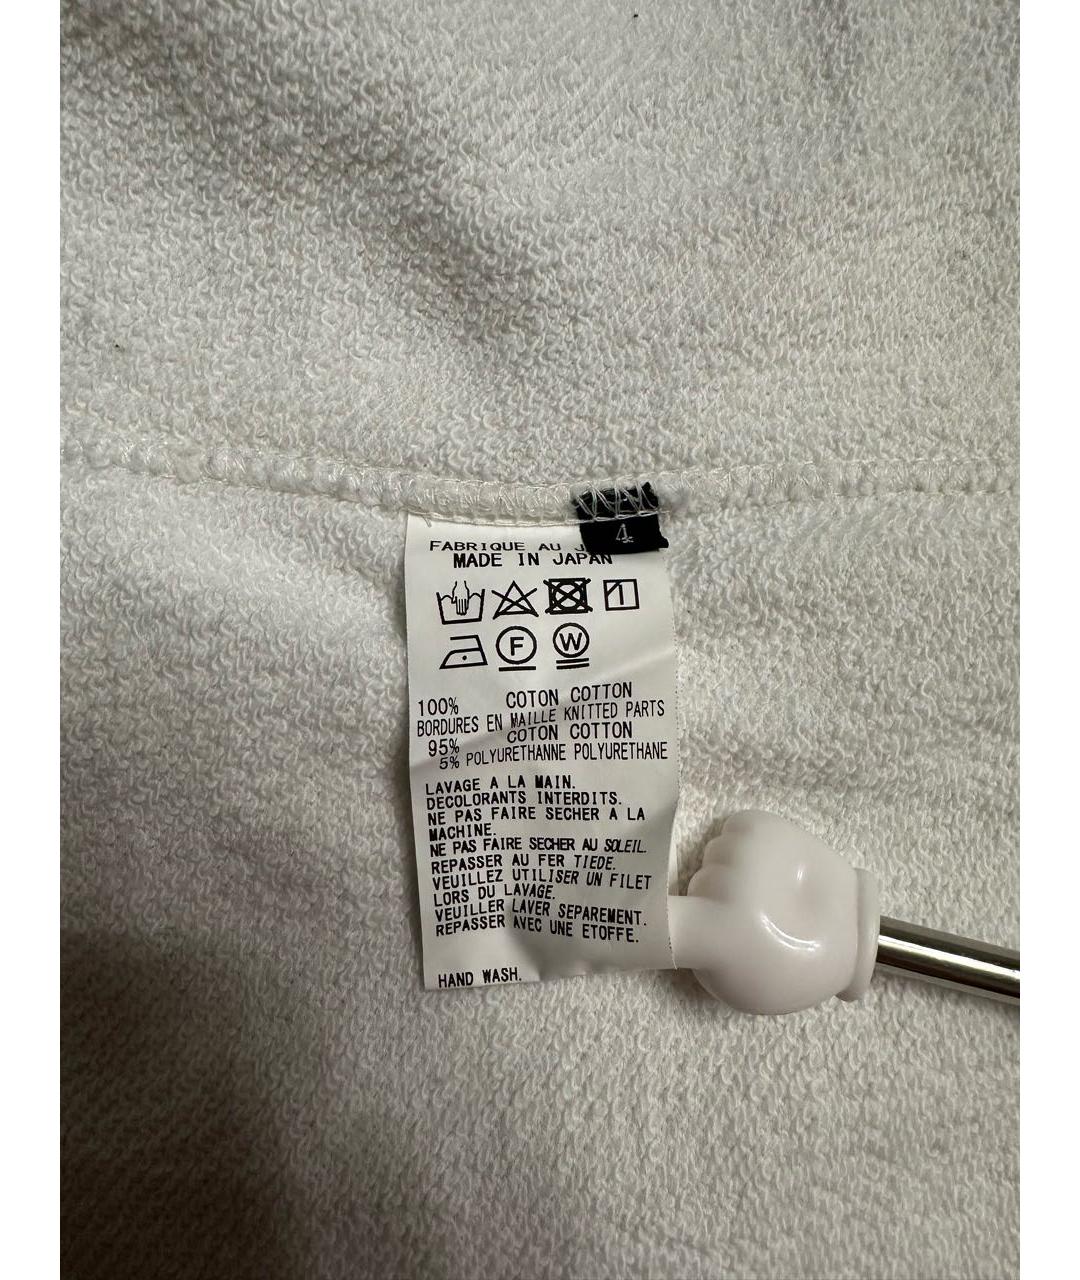 4
FABRIQUE AU
MADE IN JAPAN
F W
100% COTON COTTON
BORDURES EN MAILLE KNITTED PARTS
95% COTON COTTON
5% POLYURETHANNE POLYURETHANE
LAVAGE A LA MAIN.
DECOLORANTS INTERDITS.
NE PAS FAIRE SECHER A LA
MACHINE.
NE PAS FAIRE SECHER AU SOLEIL.
REPASSER AU FER TIEDE.
VEUILLEZ UTILISER UN FILET
LORS DU LAVAGE.
VEUILLER LAVER SEPAREMENT.
REPASSER AVEC UNE ETOFFE.
HAND WASH.